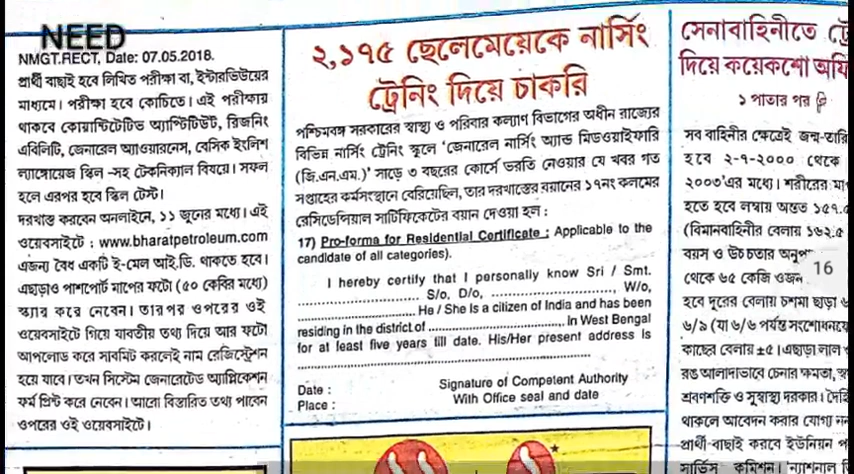 NEED
NMGT.RECT, Date: 07.05.2018.
প্রার্থী বাছাই হবে লিখিত পরীক্ষা বা, ইন্টারভিউয়ের
মাধ্যমে। পরীক্ষা হবে কোচিতে। এই পরীক্ষায়
থাকবে কোয়ান্টিটেটিভ অ্যাপ্টিটিউট, রিজনিং
এবিলিটি, জেনারেল অ্যাওয়ারনেস, বেসিক ইংলিশ
ল্যাঙ্গোয়েজ স্কিল -সহ টেকনিক্যাল বিষয়ে। সফল
হলে এরপর হবে স্কিল টেস্ট।
দরখাস্ত করবেন অনলাইনে, ১১ জুনের মধ্যে। এই
ওয়েবসাইটে : www.bharatpetroleum.com
এজন্য বৈধ একটি ই-মেল আই.ডি. থাকতে হবে।
এছাড়াও পাশপোর্ট মাপের ফটো (৫০ কেবির মধ্যে)
স্ক্যান করে নেবেন। তারপর ওপরের ওই
ওয়েবসাইটে গিয়ে যাবতীয় তথ্য দিয়ে আর ফটো
আপলোড করে সাবমিট করলেই নাম রেজিস্ট্রেশন
হয়ে যাবে। তখন সিস্টেম জেনারেটেড অ্যাপ্লিকেশন
ফর্ম প্রিন্ট করে নেবেন। আরো বিস্তারিত তথ্য পাবেন
ওপরের ওই ওয়েবসাইটে।
২,১৭৫ ছেলেমেয়েকে নার্সিং
ট্রেনিং দিয়ে চাকরি
পশ্চিমবঙ্গ সরকারের স্বাস্থ্য ও পরিবার কল্যাণ বিভাগের অধীন রাজ্যের
বিভিন্ন নার্সিং ট্রেনিং স্কুলে 'জেনারেল নার্সিং অ্যান্ড মিডওয়াইফারি
(জি.এন.এম.)' সাড়ে ৩ বছরের কোর্সে ভরতি নেওয়ার যে খবর গত
সপ্তাহের কর্মসংস্থানে বেরিয়েছিল, তার দরখাস্তের বয়ানের ১৭নং কলমের
রেসিডেন্সিয়াল সার্টিফিকেটের বয়ান দেওয়া হল :
17) Pro-forma for Residential Certificate : Applicable to the
candidate of all categories).
I hereby certify that I personally know Sri / Smt.
.............................. S/o, D/o, .............................. W/o,
.............................. He / She is a citizen of India and has been
residing in the district of .............................. In West Bengal
for at least five years till date. His/Her present address is
..............................
Date :
Signature of Competent Authority
Place :
With Office seal and date
সেনাবাহিনীতে
দিয়ে কয়েকশো
১ পাতার পর
সব বাহিনীর ক্ষেত্রেই জন্ম-তারি
হবে ২-৭-২০০০ থেকে
২০০৩'এর মধ্যে। শরীরের মা
হতে হবে লম্বায় অন্তত ১৫৭.৫
(বিমানবাহিনীর বেলায় ১৬২.৫
বয়স ও উচ্চতার
16
থেকে ৬৫ কেজি ওজন
হবে দূরের বেলায় চশমা ছাড়া ৬
৬/৯ (যা ৬/৬ পর্যন্ত
কাছের বেলায় ±৫। এছাড়া লাল
রঙ আলাদাভাবে চেনার ক্ষমতা,
শ্রবণশক্তি ও সুস্বাস্থ্য দরকার।
থাকলে আবেদন করার যোগ্য
প্রার্থী-বাছাই করবে ইউনিয়ন
সার্ভিস কমিশন।